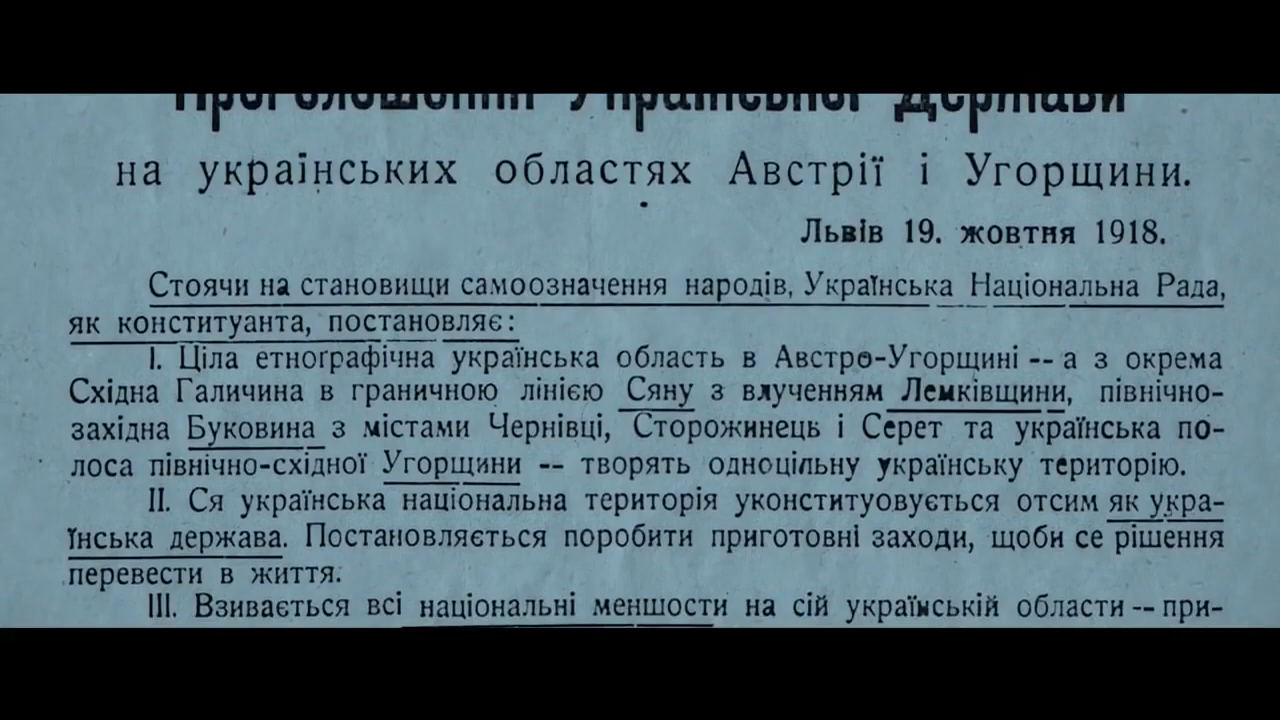 Проголошення Української Держави
на українських областях Австрії і Угорщини.
Львів 19. жовтня 1918.
Стоячи на становищи самоозначення народів, Українська Національна Рада,
як конституанта, постановляє:
I. Ціла етноґрафічна українська область в Австро-Угорщині -- а з окрема
Східна Галичина в граничною лінією Сяну з влученням Лемківщини, північно-
західна Буковина з містами Чернівці, Сторожинець і Серет та українська по-
лоса північно-східної Угорщини -- творять одноцільну українську територію.
II. Ся українська національна територія уконституовується отсим як укра-
їнська держава. Постановляється поробити приготовні заходи, щоби се рішення
перевести в життя.
III. Взивається всі національні меншости на сій українській области -- при-